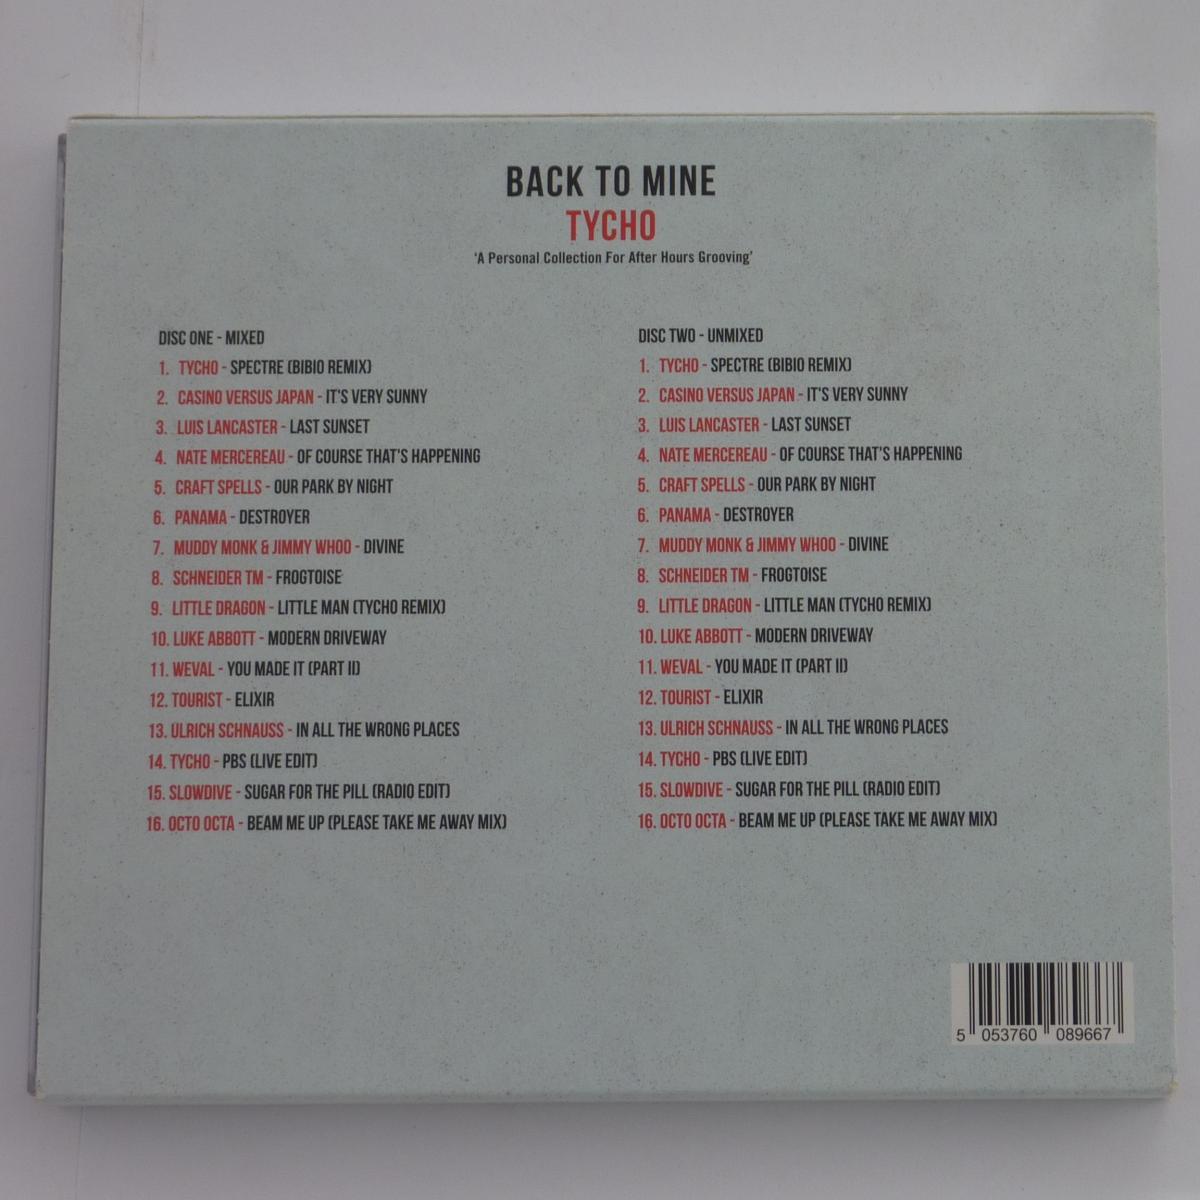 BACK TO MINE
TYCHO
'A Personal Collection For After Hours Grooving'
DISC ONE - MIXED
1. TYCHO - SPECTRE (BIBIO REMIX)
2. CASINO VERSUS JAPAN - IT'S VERY SUNNY
3. LUIS LANCASTER - LAST SUNSET
4. NATE MERCEREAU - OF COURSE THAT'S HAPPENING
5. CRAFT SPELLS - OUR PARK BY NIGHT
6. PANAMA - DESTROYER
7. MUDDY MONK & JIMMY WHOO - DIVINE
8. SCHNEIDER TM - FROGTOISE
9. LITTLE DRAGON - LITTLE MAN (TYCHO REMIX)
10. LUKE ABBOTT - MODERN DRIVEWAY
11. WEVAL - YOU MADE IT (PART II)
12. TOURIST - ELIXIR
13. ULRICH SCHNAUSS - IN ALL THE WRONG PLACES
14. TYCHO - PBS (LIVE EDIT)
15. SLOWDIVE - SUGAR FOR THE PILL (RADIO EDIT)
16. OCTO OCTA - BEAM ME UP (PLEASE TAKE ME AWAY MIX)
DISC TWO - UNMIXED
1. TYCHO - SPECTRE (BIBIO REMIX)
2. CASINO VERSUS JAPAN - IT'S VERY SUNNY
3. LUIS LANCASTER - LAST SUNSET
4. NATE MERCEREAU - OF COURSE THAT'S HAPPENING
5. CRAFT SPELLS - OUR PARK BY NIGHT
6. PANAMA - DESTROYER
7. MUDDY MONK & JIMMY WHOO - DIVINE
8. SCHNEIDER TM - FROGTOISE
9. LITTLE DRAGON - LITTLE MAN (TYCHO REMIX)
10. LUKE ABBOTT - MODERN DRIVEWAY
11. WEVAL - YOU MADE IT (PART II)
12. TOURIST - ELIXIR
13. ULRICH SCHNAUSS - IN ALL THE WRONG PLACES
14. TYCHO - PBS (LIVE EDIT)
15. SLOWDIVE - SUGAR FOR THE PILL (RADIO EDIT)
16. OCTO OCTA - BEAM ME UP (PLEASE TAKE ME AWAY MIX)
5 053760 089667